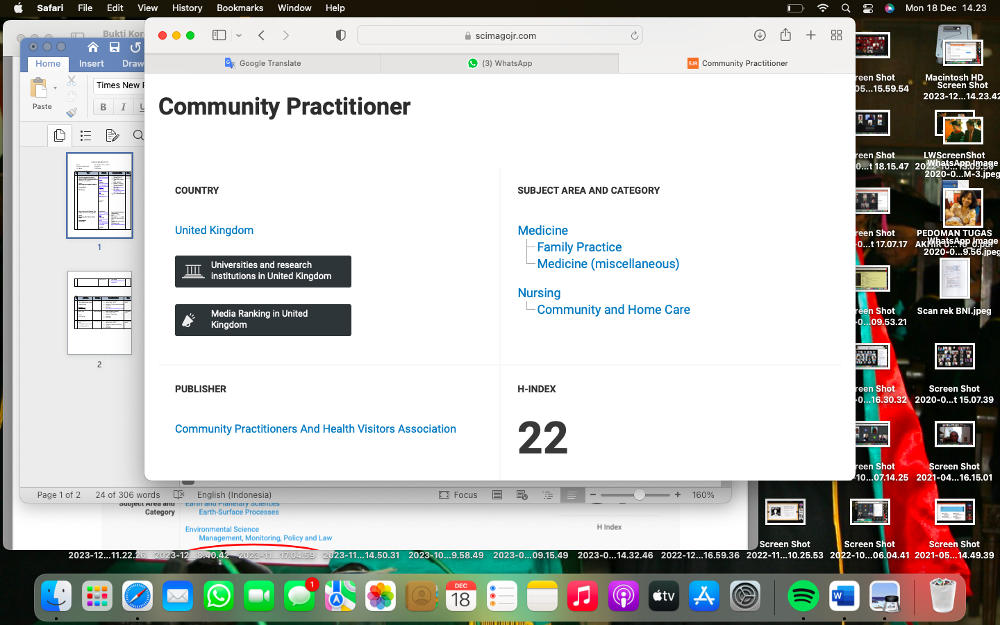 Safari File Edit View History Bookmarks Window Help
Mon 18 Dec 14.23
Bukti Kor
Home Insert Draw
Times New R
Paste
B I U
1
2
scimagojr.com
Google Translate
(3) WhatsApp
SJR Community Practitioner
Community Practitioner
COUNTRY
United Kingdom
Universities and research
institutions in United Kingdom
Media Ranking in United
Kingdom
SUBJECT AREA AND CATEGORY
Medicine
Family Practice
Medicine (miscellaneous)
Nursing
Community and Home Care
PUBLISHER
Community Practitioners And Health Visitors Association
H-INDEX
22
Page 1 of 2 24 of 306 words English (Indonesia)
Focus
160%
Subject Area and
Category
Earth and Planetary Sciences
Earth-Surface Processes
Environmental Science
Management, Monitoring, Policy and Law
H Index
reen Shot
05...15.59.54
Macintosh HD
Screen Shot
2023-12...14.23.42
reen Shot
0...t 18.15.47
LWScreenShot
2022-10...13.09.50
WhatsApp Image
2020-0...M-3.jpeg
reen Shot
-0...t 17.07.17
PEDOMAN TUGAS
WhatsApp Image
2020-0...9.56.jpeg
reen Shot
-0...09.53.21
Scan rek BNI.jpeg
reen Shot
-0...16.30.32
Screen Shot
2020-0...t 15.07.39
reen Shot
-10...07.14.25
Screen Shot
2021-04...16.15.01
Screen Shot
2022-11...10.25.53
Screen Shot
2022-10...06.04.41
Screen Shot
2021-05...14.49.39
2023-12...11.22.26
2023-12...8.40.42
2023-11...17.04.59
2023-11...14.50.31
2023-10...9.58.49
2023-0...09.15.49
2023-0...14.32.46
2022-12...16.59.36
1
DEC
18
tv
W